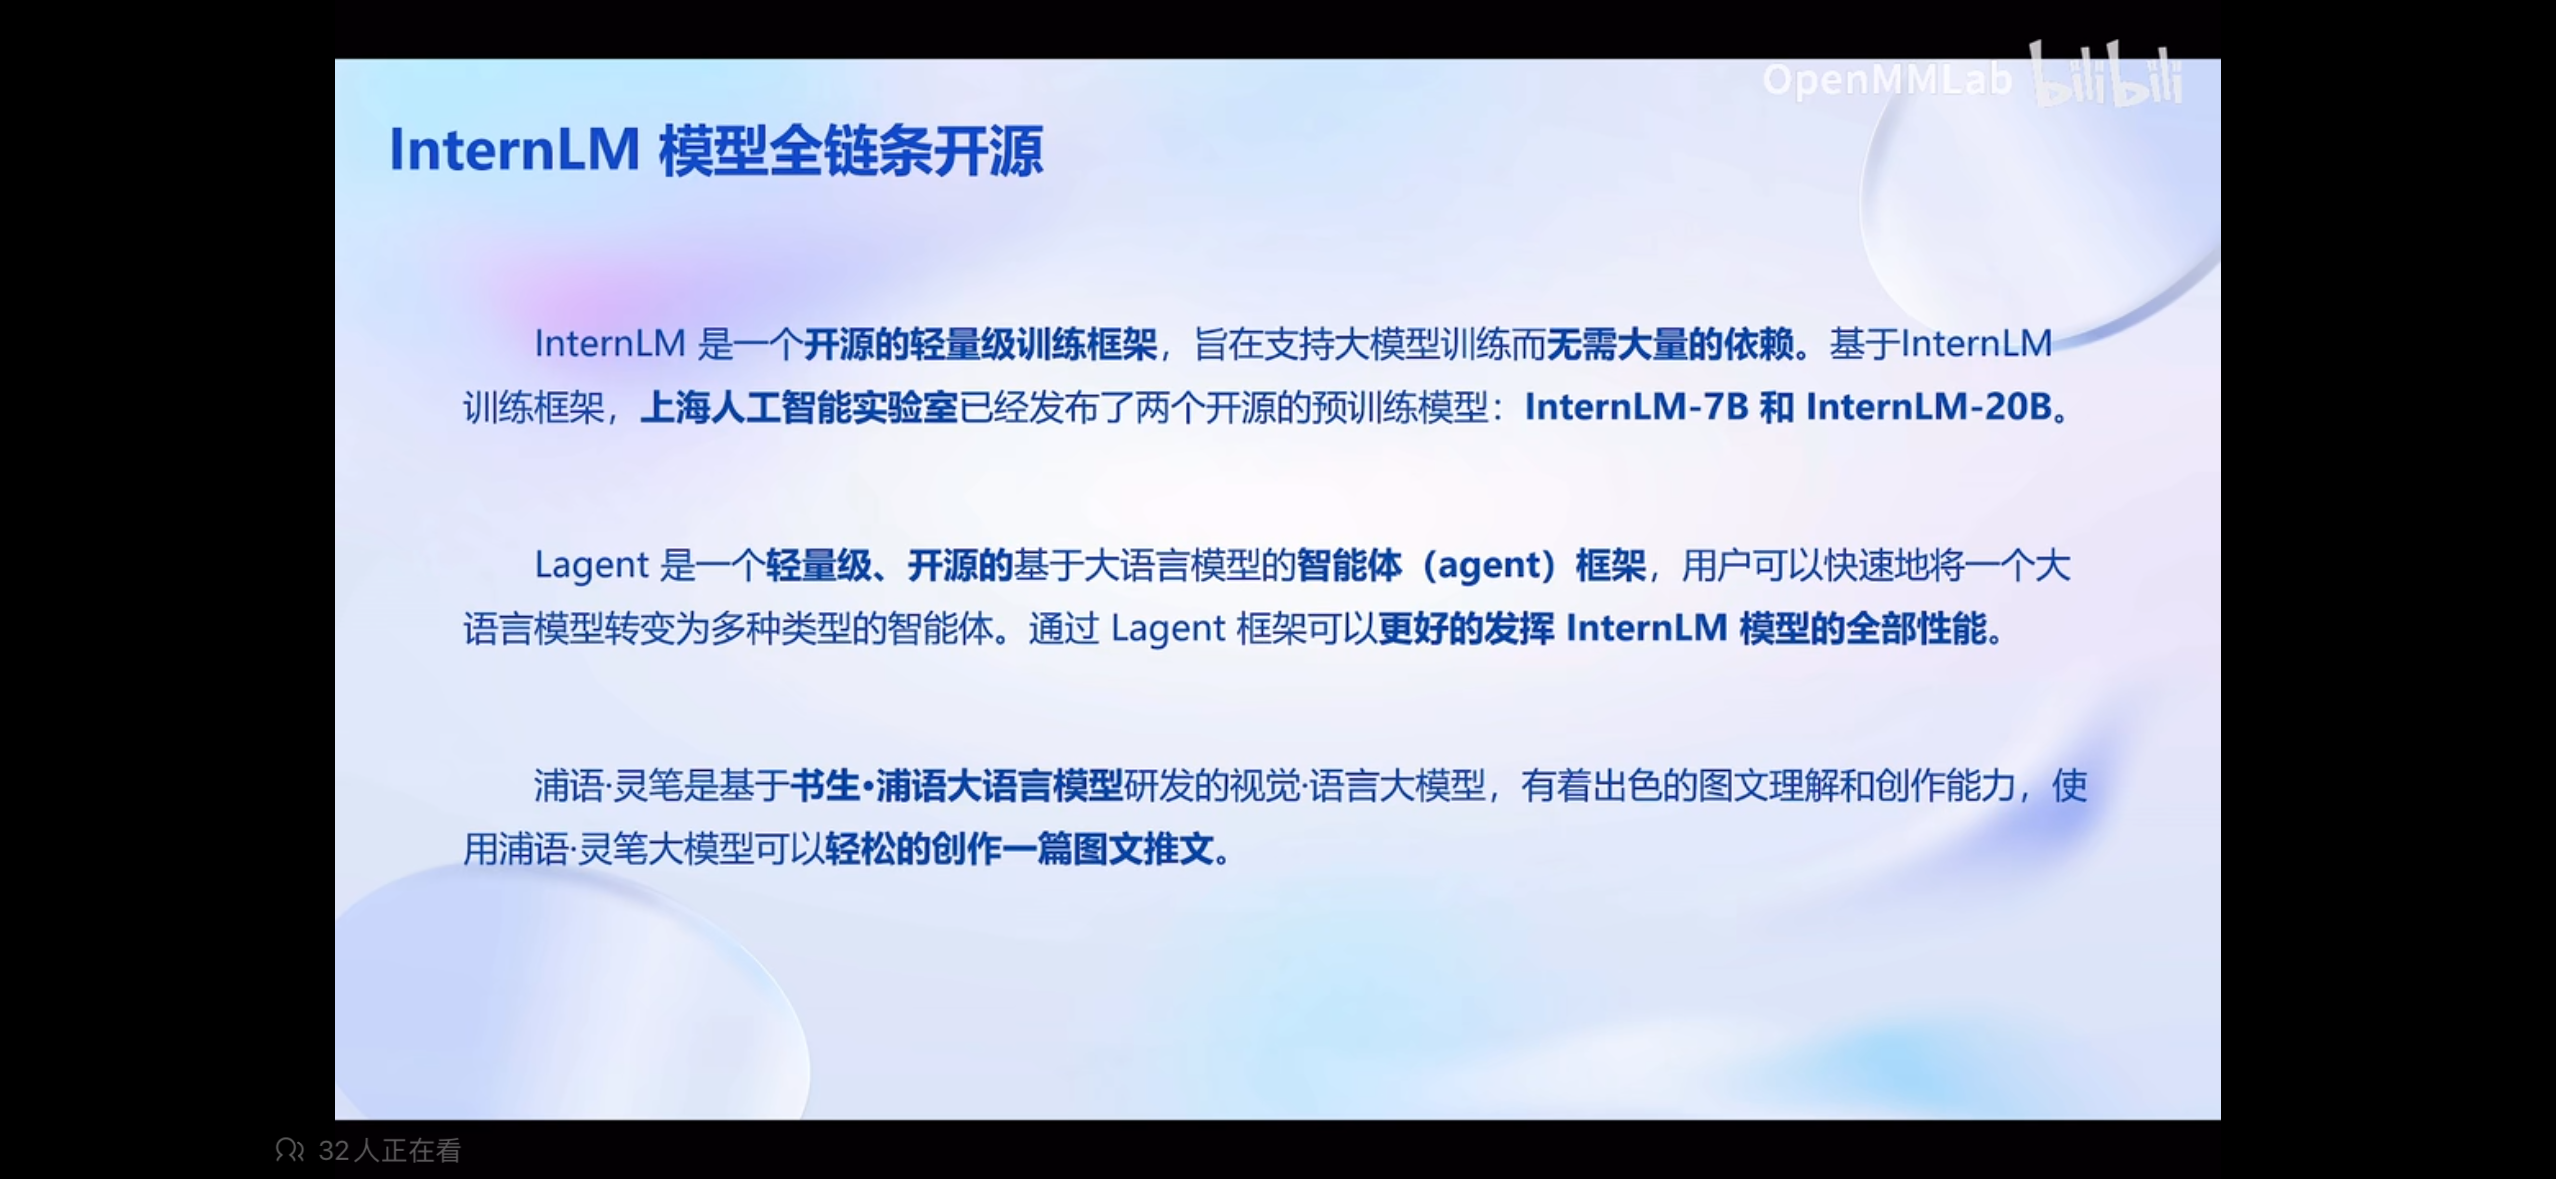 OpenMMLab bilibili
InternLM 模型全链条开源
InternLM 是一个开源的轻量级训练框架，旨在支持大模型训练而无需大量的依赖。基于InternLM
训练框架，上海人工智能实验室已经发布了两个开源的预训练模型：InternLM-7B 和 InternLM-20B。
Lagent 是一个轻量级、开源的基于大语言模型的智能体（agent）框架，用户可以快速地将一个大
语言模型转变为多种类型的智能体。通过 Lagent 框架可以更好的发挥 InternLM 模型的全部性能。
浦语·灵笔是基于书生·浦语大语言模型研发的视觉·语言大模型，有着出色的图文理解和创作能力，使
用浦语·灵笔大模型可以轻松的创作一篇图文推文。
32人正在看